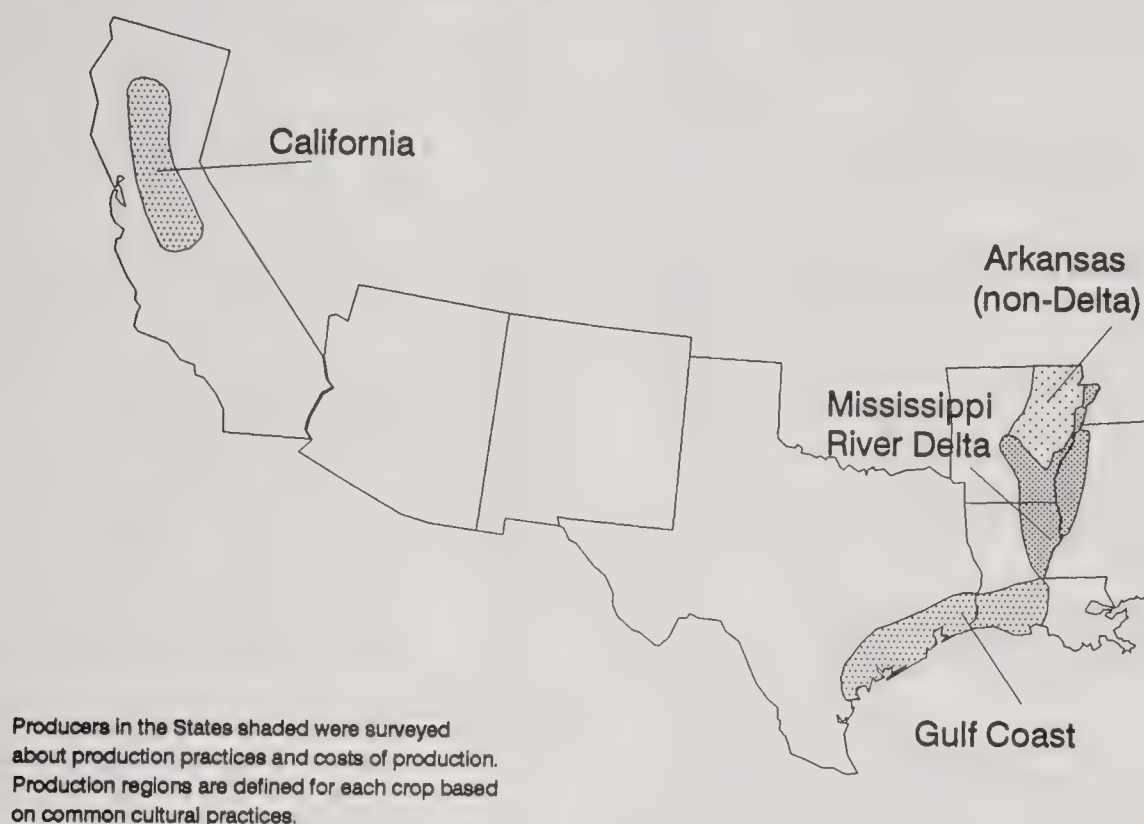 California
Arkansas
(non-Delta)
Mississippi
River Delta
Gulf Coast
Producers in the States shaded were surveyed
about production practices and costs of production.
Production regions are defined for each crop based
on common cultural practices.